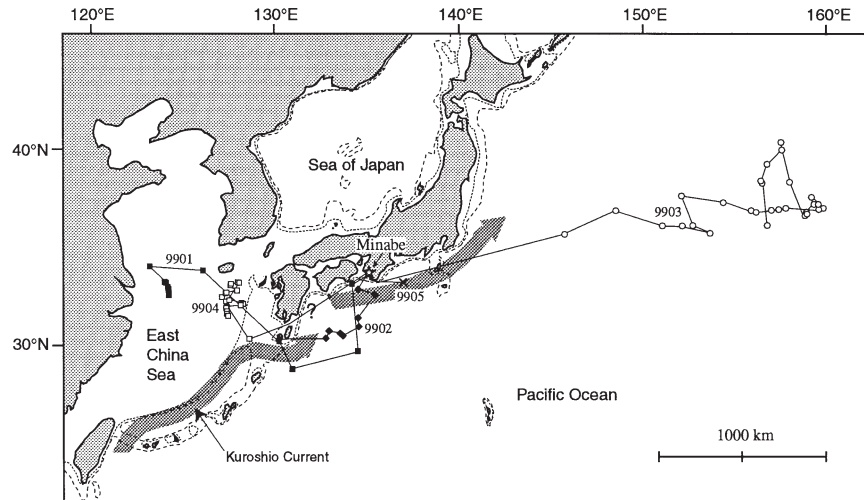 120°E 130°E 140°E 150°E 160°E
40°N
Sea of Japan
9903
Minabe
9901
9904
9905
9902
East
China
Sea
30°N
Pacific Ocean
1000 km
Kuroshio Current